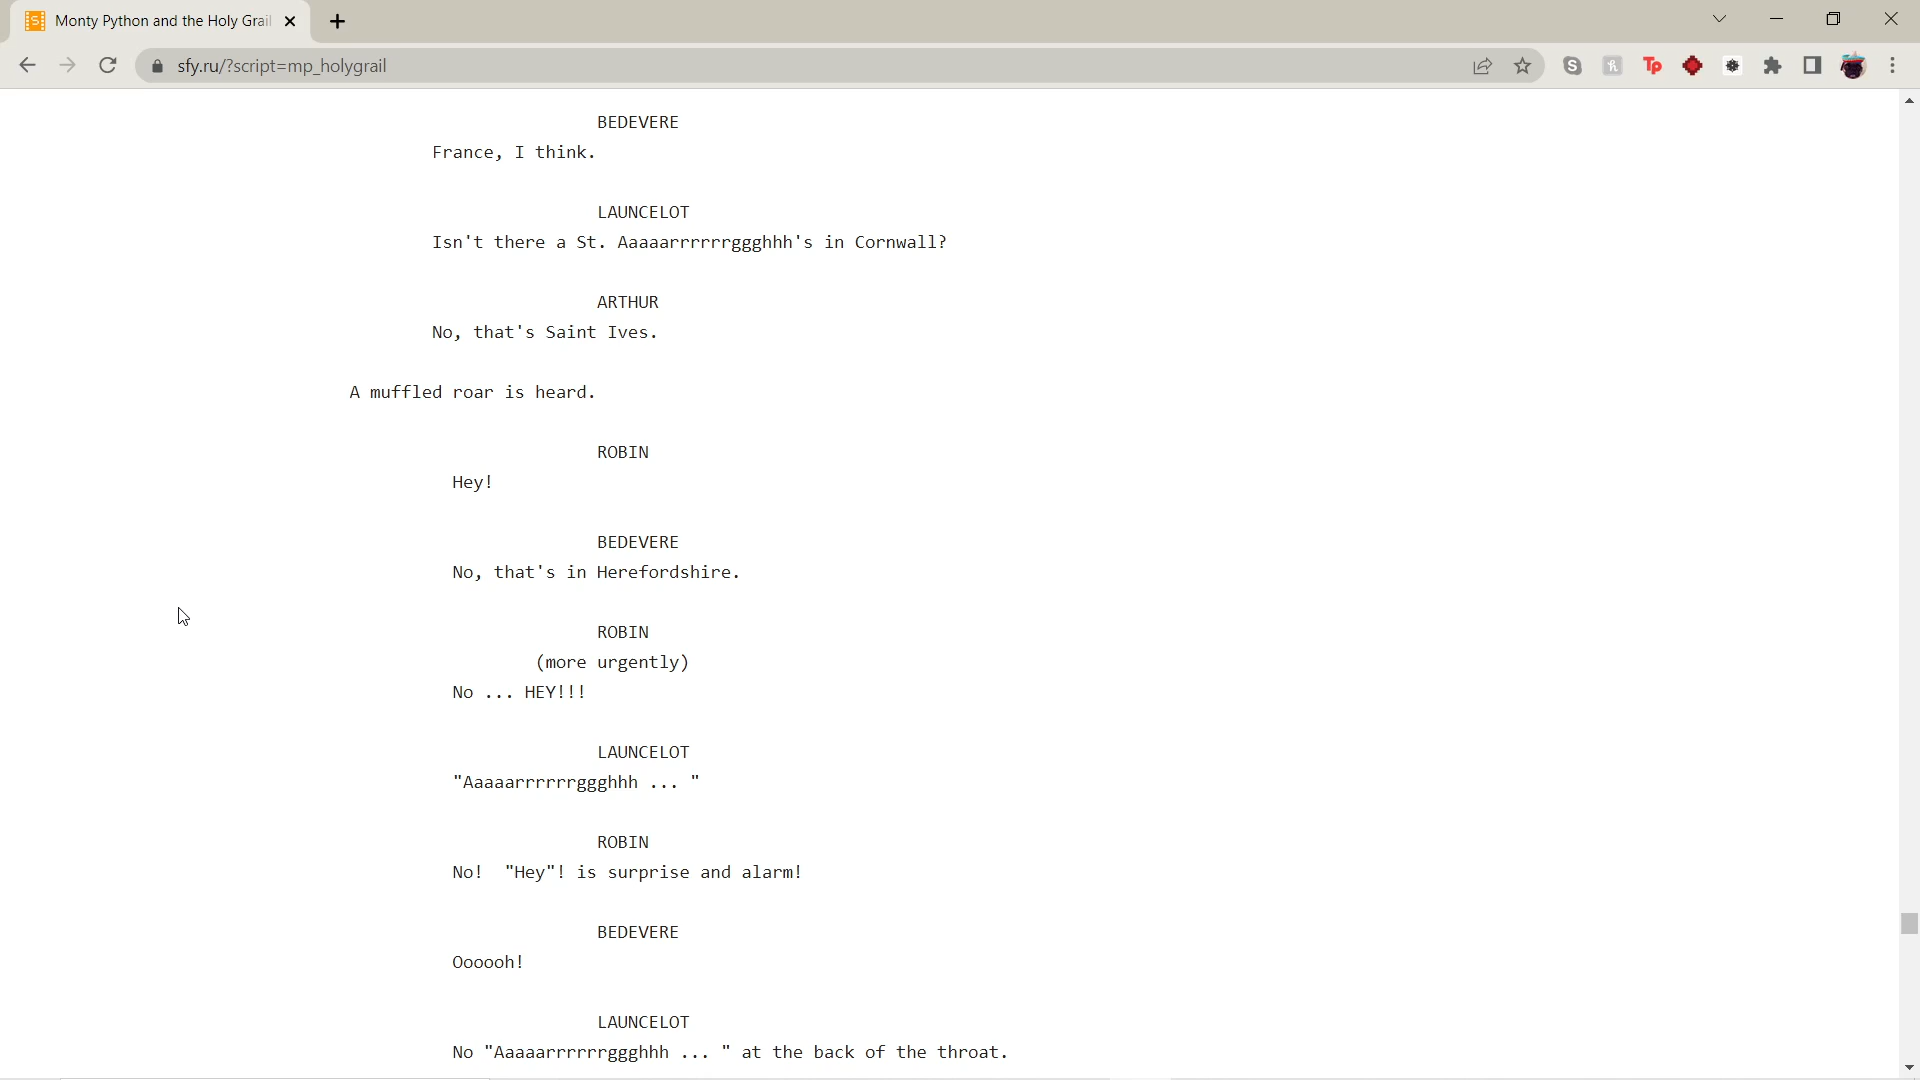 Monty Python and the Holy Grail
sfy.ru/?script=mp_holygrail
BEDEVERE
France, I think.
LAUNCELOT
Isn't there a St. Aaaaarrrrrrggghhh's in Cornwall?
ARTHUR
No, that's Saint Ives.
A muffled roar is heard.
ROBIN
Hey!
BEDEVERE
No, that's in Herefordshire.
ROBIN
(more urgently)
No ... HEY!!!
LAUNCELOT
"Aaaaarrrrrrggghhh ... "
ROBIN
No!  "Hey"! is surprise and alarm!
BEDEVERE
Oooooh!
LAUNCELOT
No "Aaaaarrrrrrggghhh ... " at the back of the throat.